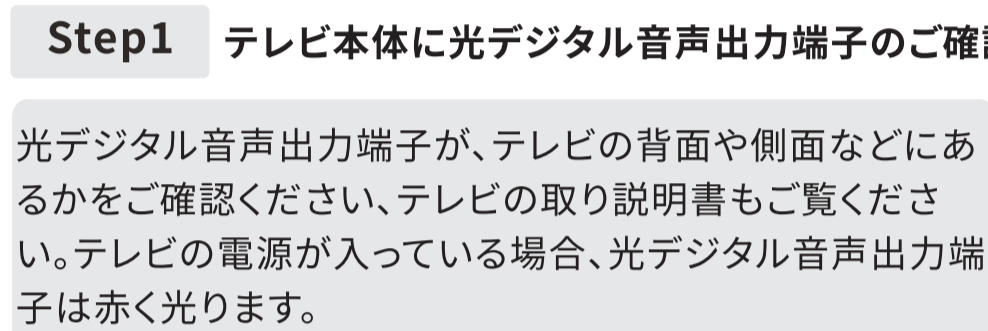 Step1 テレビ本体に光デジタル音声出力端子のご確
光デジタル音声出力端子が、テレビの背面や側面などにあ
るかをご確認ください、テレビの取り説明書もご覧くださ
い。テレビの電源が入っている場合、光デジタル音声出力端
子は赤く光ります。